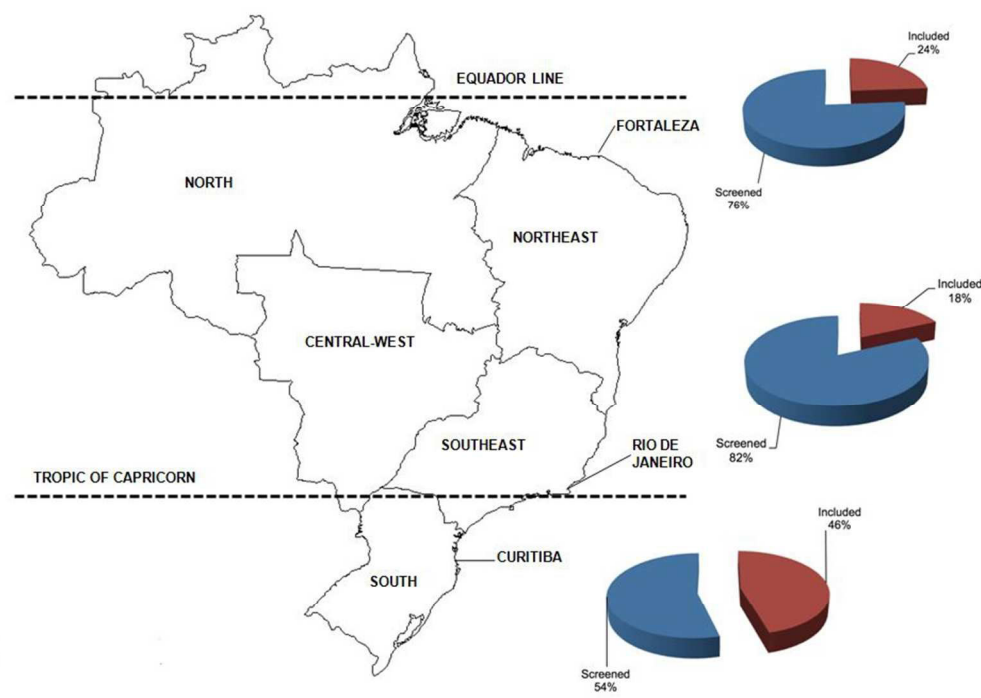 Included
24%
EQUADOR LINE
FORTALEZA
NORTH
Screened
76%
NORTHEAST
Included
18%
CENTRAL-WEST
SOUTHEAST
RIO DE
JANEIRO
Screened
82%
TROPIC OF CAPRICORN
Included
46%
CURITIBA
SOUTH
Screened
54%